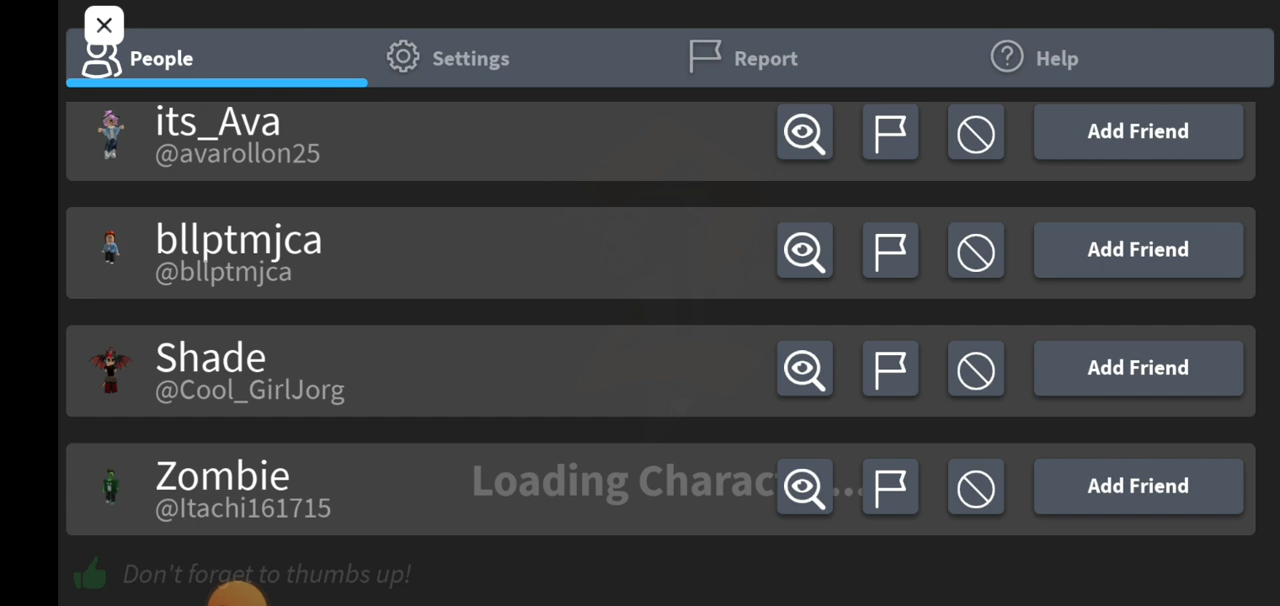 People Settings Report Help
its_Ava
@avarollon25
Add Friend
bllptmjca
@bllptmjca
Add Friend
Shade
@Cool_GirlJorg
Add Friend
Zombie
@Itachi161715
Loading Charac...
Add Friend
Don't forget to thumbs up!